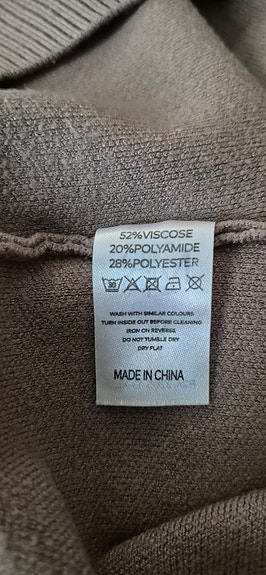 52%VISCOSE
20%POLYAMIDE
28%POLYESTER
WASH WITH SIMILAR COLOURS
TURN INSIDE OUT BEFORE CLEANING
IRON ON REVERSE
DO NOT TUMBLE DRY
DRY FLAT
MADE IN CHINA